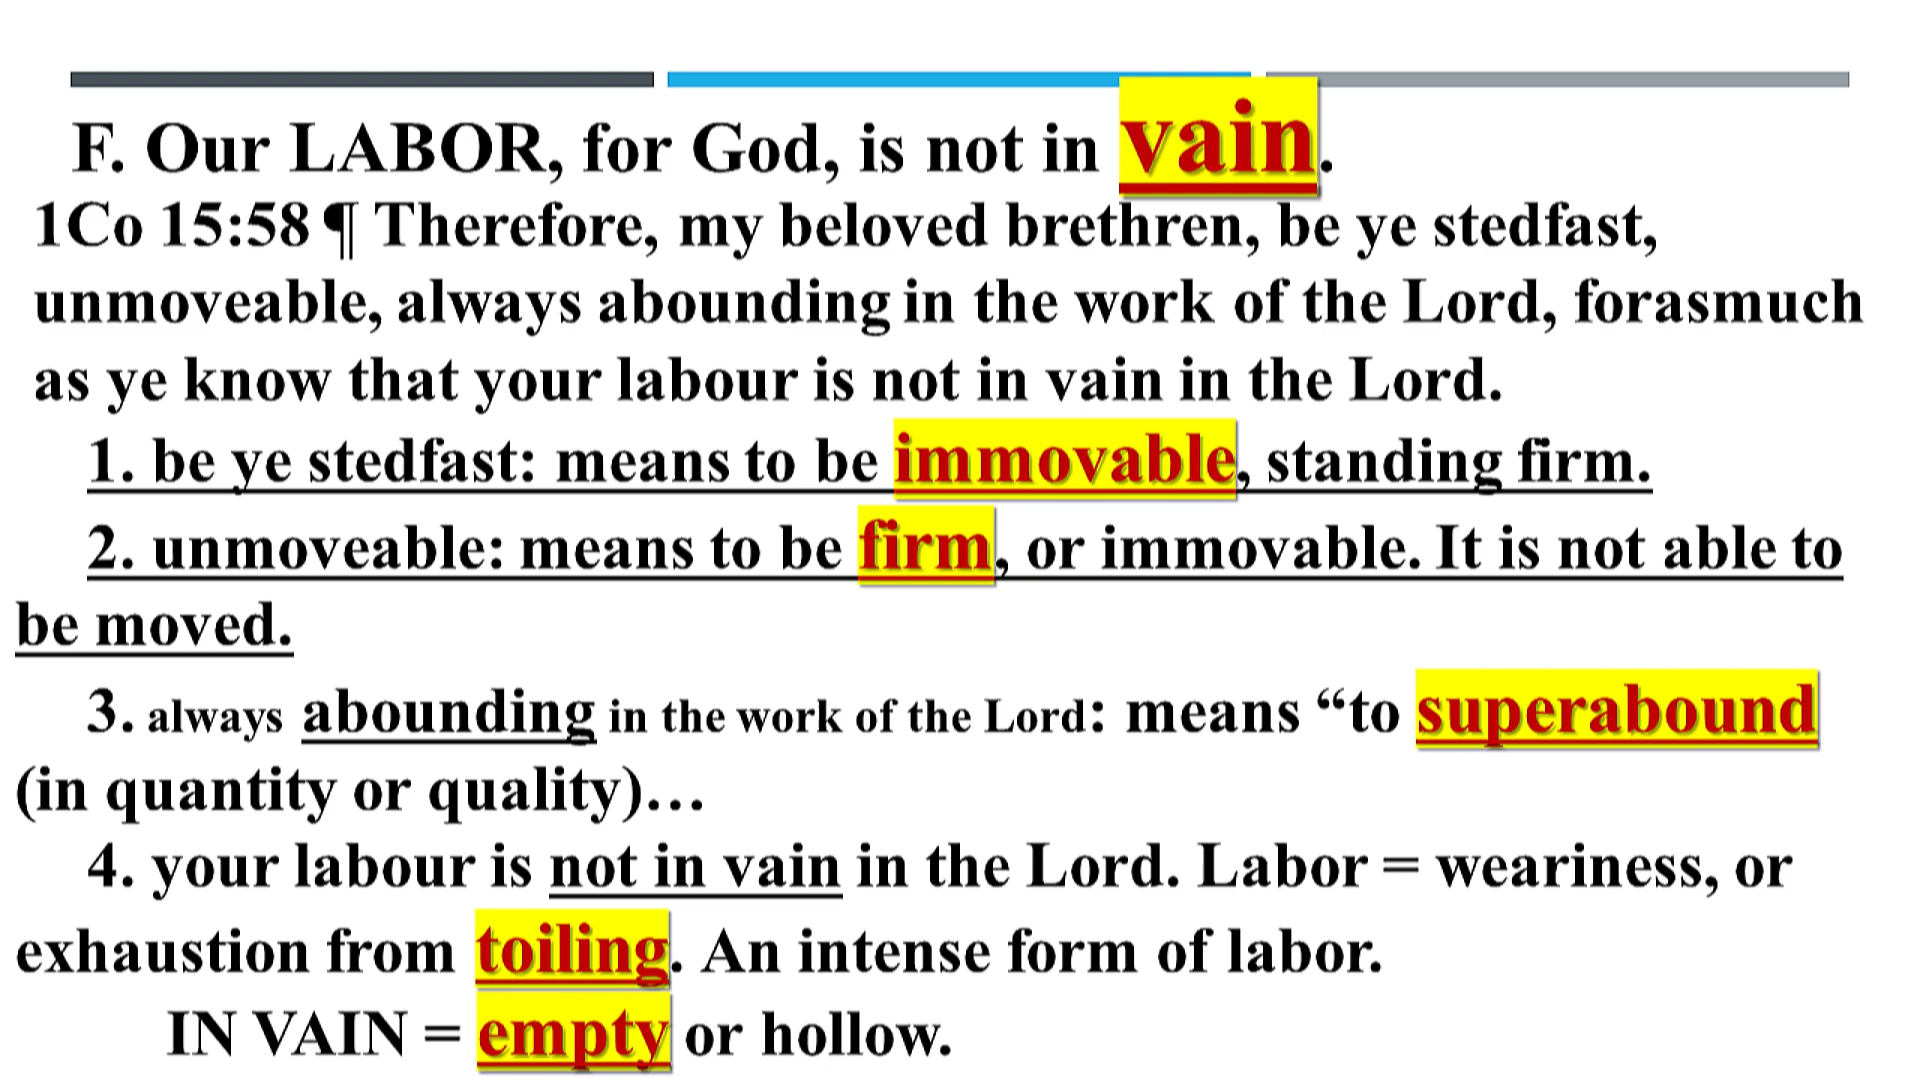 F. Our LABOR, for God, is not in vain.
1Co 15:58 ¶ Therefore, my beloved brethren, be ye stedfast,
unmoveable, always abounding in the work of the Lord, forasmuch
as ye know that your labour is not in vain in the Lord.
1. be ye stedfast: means to be immovable, standing firm.
2. unmoveable: means to be firm, or immovable. It is not able to
be moved.
3. always abounding in the work of the Lord: means “to superabound
(in quantity or quality)…
4. your labour is not in vain in the Lord. Labor = weariness, or
exhaustion from toiling. An intense form of labor.
IN VAIN = empty or hollow.